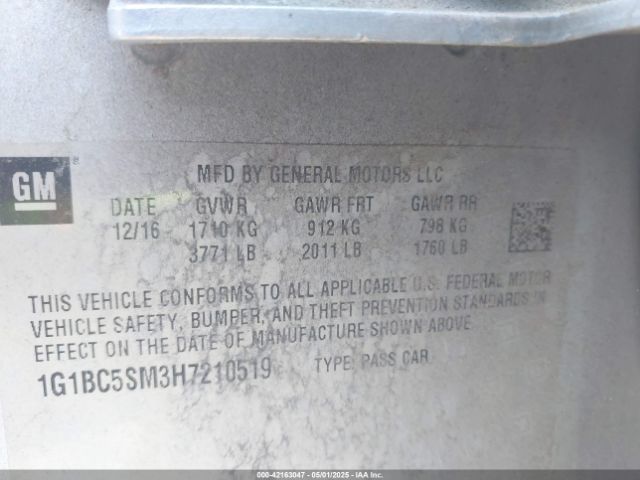 GM
®
MFD BY GENERAL MOTORS LLC
DATE GVWR GAWR FRT GAWR RR
12/16 1710 KG 912 KG 798 KG
3771 LB 2011 LB 1760 LB
THIS VEHICLE CONFORMS TO ALL APPLICABLE U.S. FEDERAL MOTOR
VEHICLE SAFETY, BUMPER, AND THEFT PREVENTION STANDARDS IN
EFFECT ON THE DATE OF MANUFACTURE SHOWN ABOVE.
1G1BC5SM3H7210519 TYPE: PASS CAR
000-42163047 - 05/01/2025 - IAA Inc.